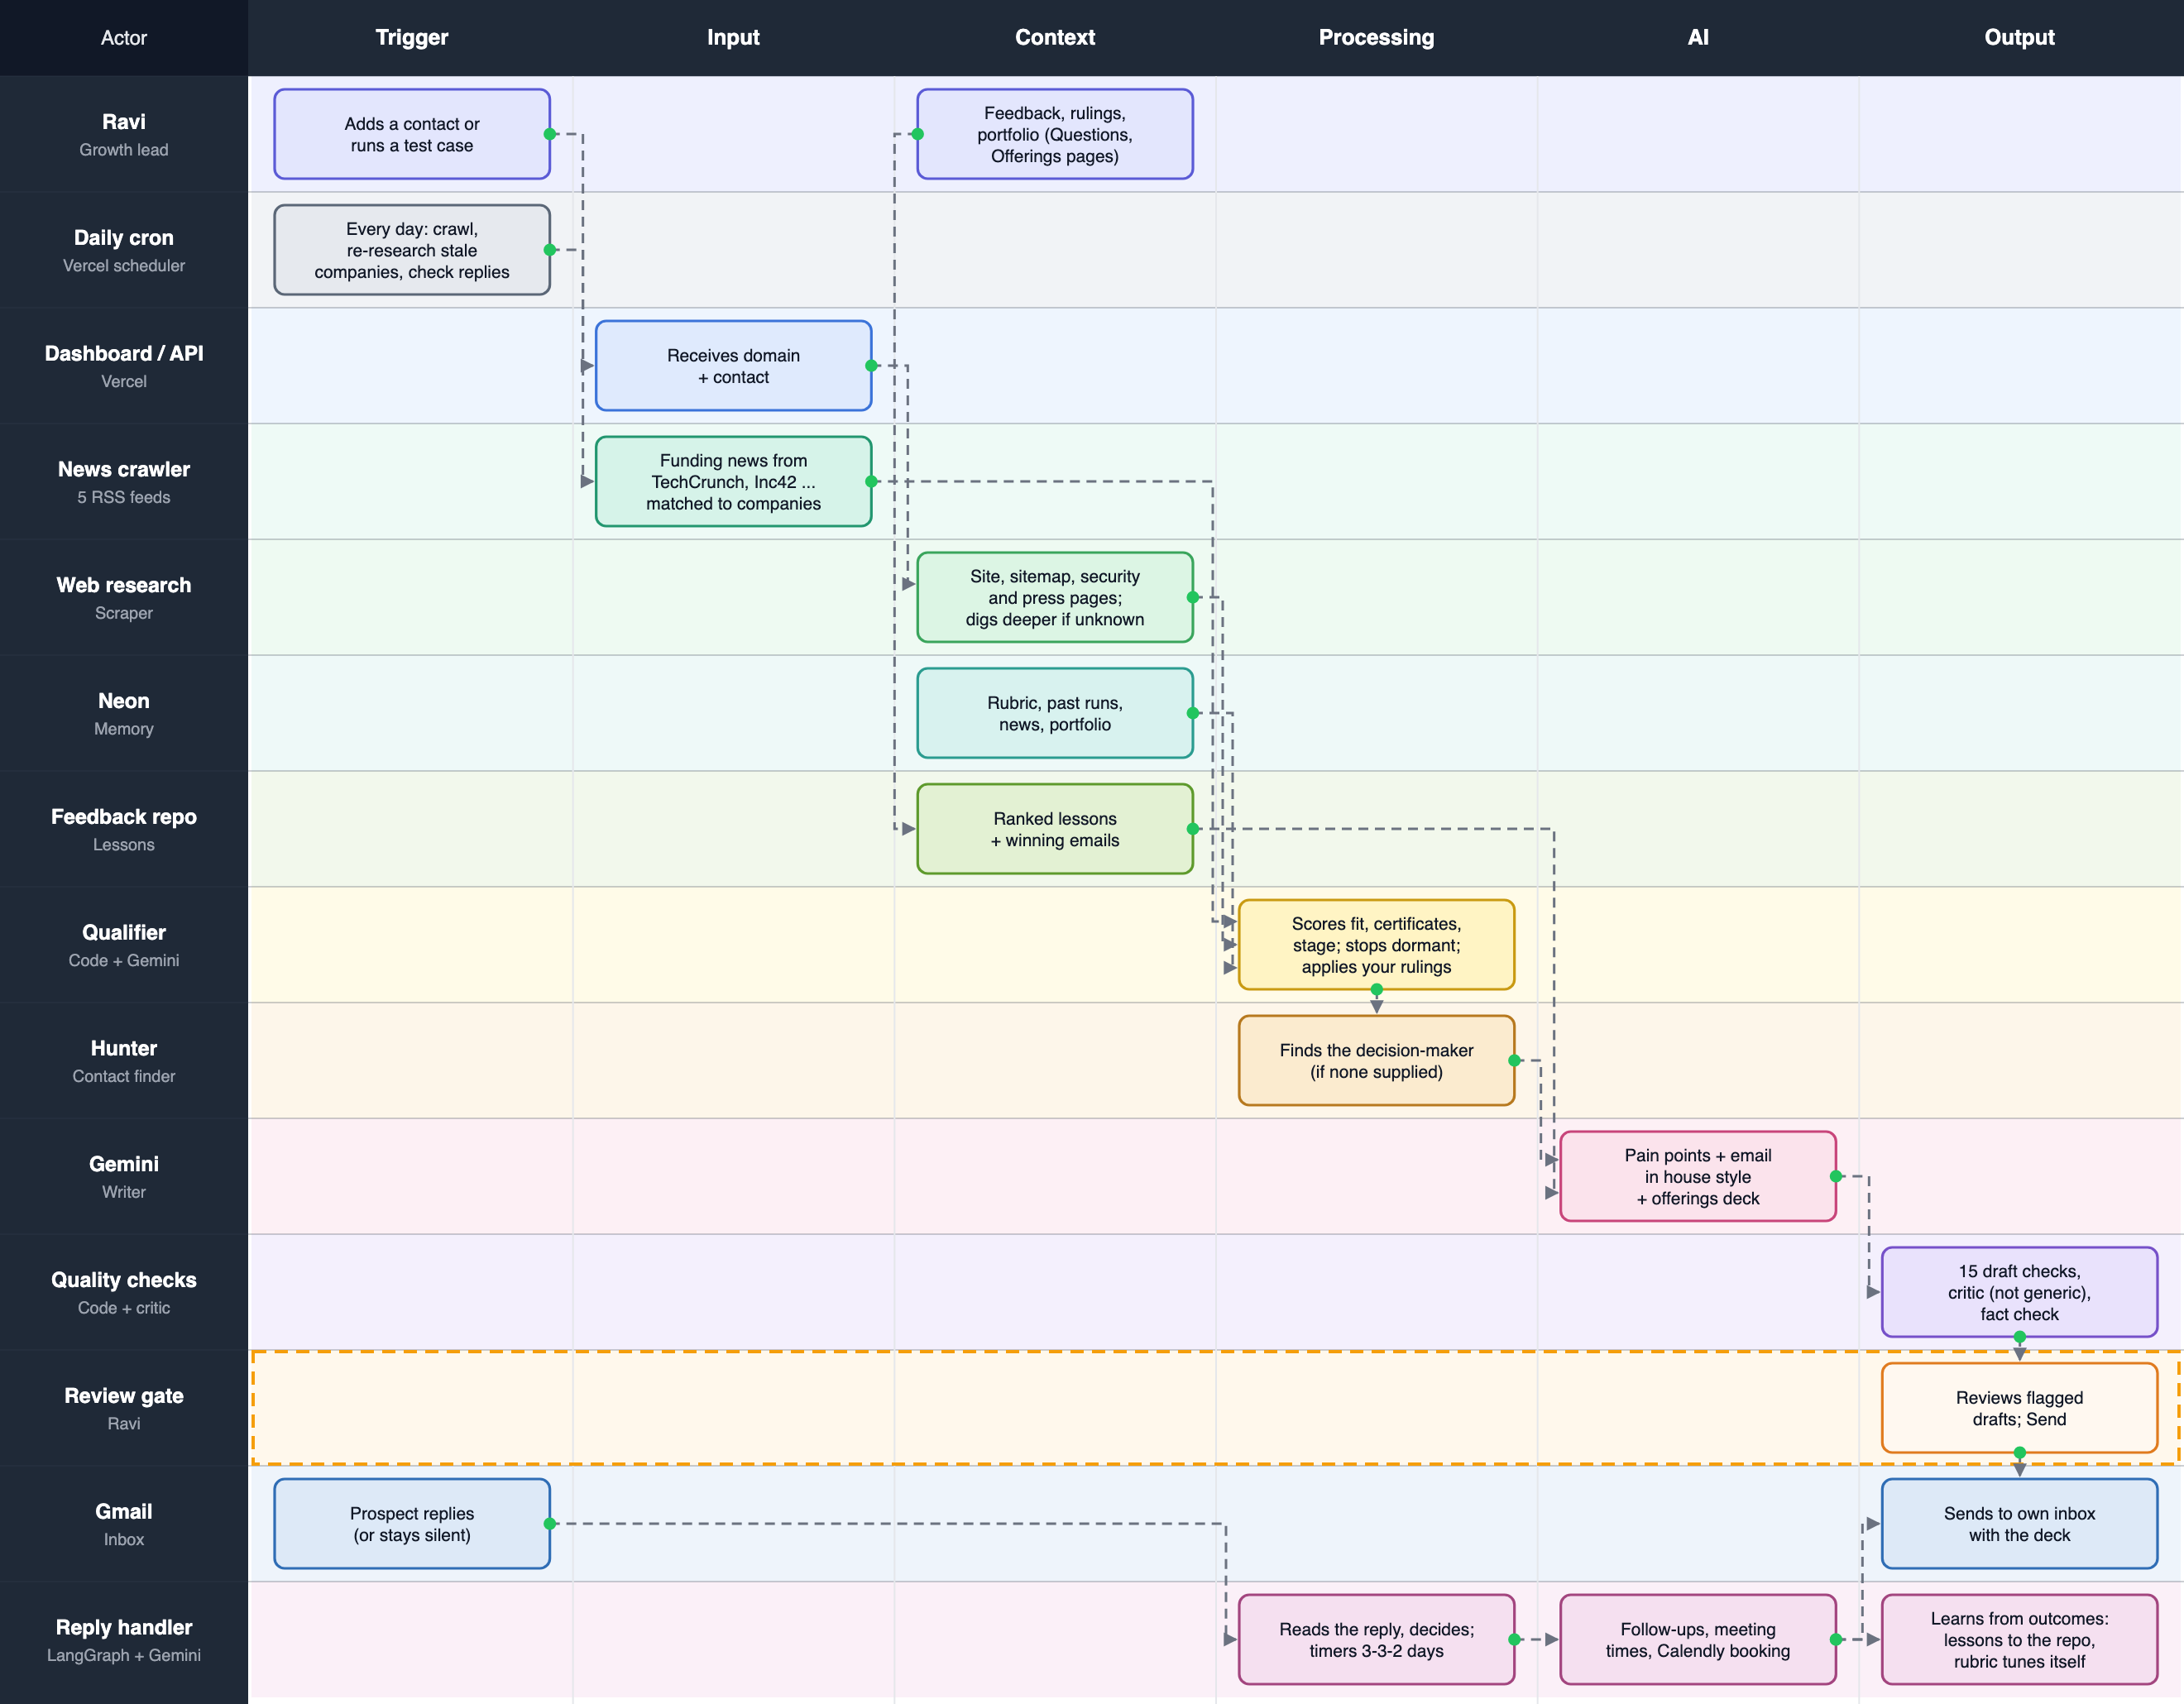 Actor
Trigger
Input
Context
Processing
AI
Output
Ravi
Growth lead
Adds a contact or
runs a test case
Feedback, rulings,
portfolio (Questions,
Offerings pages)
Daily cron
Vercel scheduler
Every day: crawl,
re-research stale
companies, check replies
Dashboard / API
Vercel
Receives domain
+ contact
News crawler
5 RSS feeds
Funding news from
TechCrunch, Inc42 ...
matched to companies
Web research
Scraper
Site, sitemap, security
and press pages;
digs deeper if unknown
Neon
Memory
Rubric, past runs,
news, portfolio
Feedback repo
Lessons
Ranked lessons
+ winning emails
Qualifier
Code + Gemini
Scores fit, certificates,
stage; stops dormant;
applies your rulings
Hunter
Contact finder
Finds the decision-maker
(if none supplied)
Gemini
Writer
Pain points + email
in house style
+ offerings deck
Quality checks
Code + critic
15 draft checks,
critic (not generic),
fact check
Review gate
Ravi
Reviews flagged
drafts; Send
Gmail
Inbox
Prospect replies
(or stays silent)
Sends to own inbox
with the deck
Reply handler
LangGraph + Gemini
Reads the reply, decides;
timers 3-3-2 days
Follow-ups, meeting
times, Calendly booking
Learns from outcomes:
lessons to the repo,
rubric tunes itself